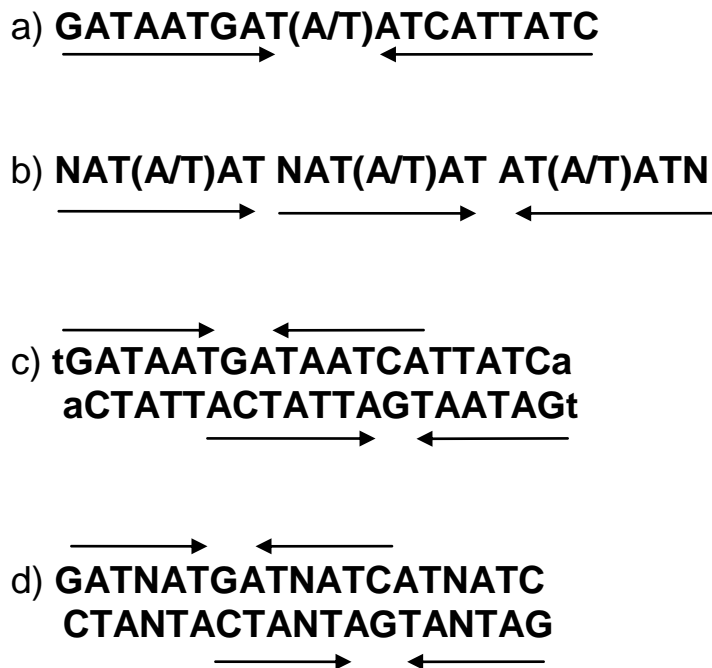 a) GATAATGAT(A/T)ATCATTATC
b) NAT(A/T)AT NAT(A/T)AT AT(A/T)ATN
c) tGATAATGATAATCATTATCa
aCTATTACTATTAGTAATAGt
d) GATNATGATNATCATNATC
CTANTACTANTAGTANTAG